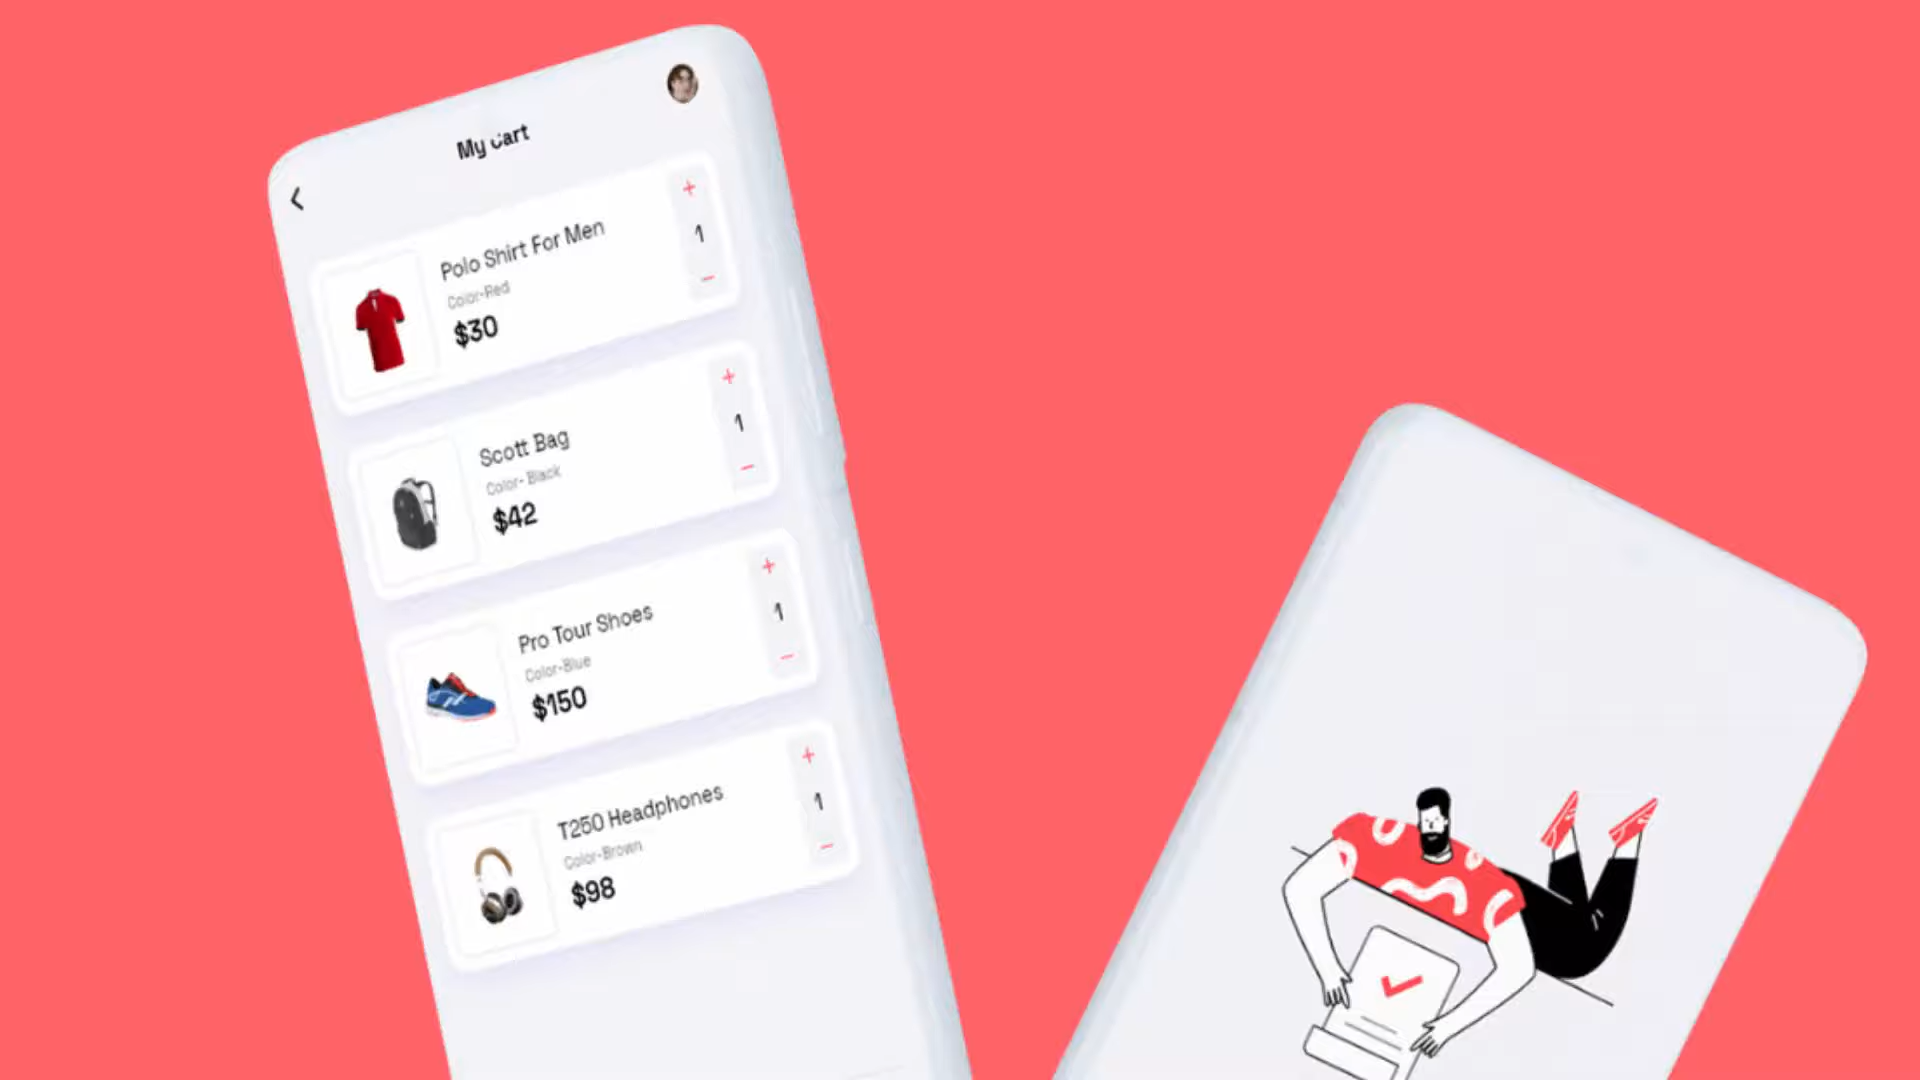 My Cart
Polo Shirt For Men
Color-Red
$30
+
1
−
Scott Bag
Color- Black
$42
+
1
−
Pro Tour Shoes
Color-Blue
$150
+
1
−
T250 Headphones
Color-Brown
$98
+
1
−